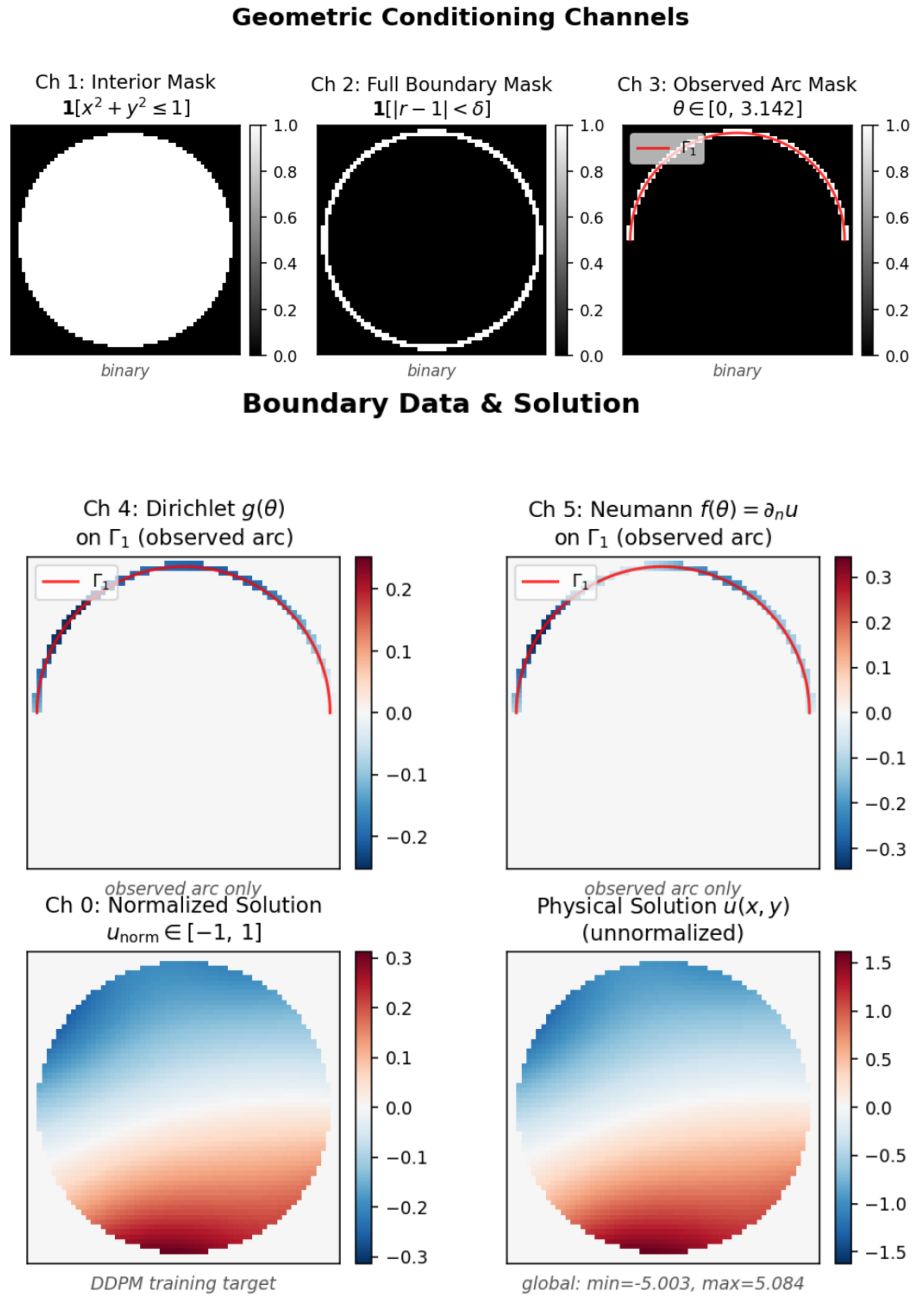 Geometric Conditioning Channels
Ch 1: Interior Mask
1[x² + y² ≤ 1]
Ch 2: Full Boundary Mask
1[|r − 1| < δ]
Ch 3: Observed Arc Mask
θ ∈ [0, 3.142]
Γ₁
1.0
0.8
0.6
0.4
0.2
0.0
1.0
0.8
0.6
0.4
0.2
0.0
1.0
0.8
0.6
0.4
0.2
0.0
binary
binary
binary
Boundary Data & Solution
Ch 4: Dirichlet g(θ)
on Γ₁ (observed arc)
Γ₁
0.2
0.1
0.0
−0.1
−0.2
observed arc only
Ch 5: Neumann f(θ) = ∂ₙu
on Γ₁ (observed arc)
Γ₁
0.3
0.2
0.1
0.0
−0.1
−0.2
−0.3
observed arc only
Ch 0: Normalized Solution
u_norm ∈ [−1, 1]
0.3
0.2
0.1
0.0
−0.1
−0.2
−0.3
DDPM training target
Physical Solution u(x, y)
(unnormalized)
1.5
1.0
0.5
0.0
−0.5
−1.0
−1.5
global: min=-5.003, max=5.084